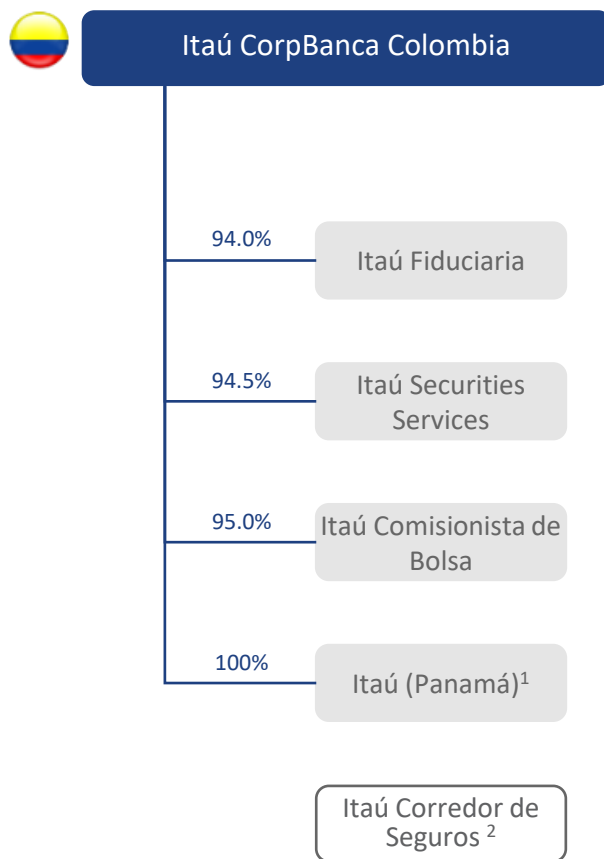 Itaú CorpBanca Colombia
94.0%
Itaú Fiduciaria
94.5%
Itaú Securities
Services
95.0%
Itaú Comisionista de
Bolsa
100%
Itaú (Panamá)¹
Itaú Corredor de
Seguros ²